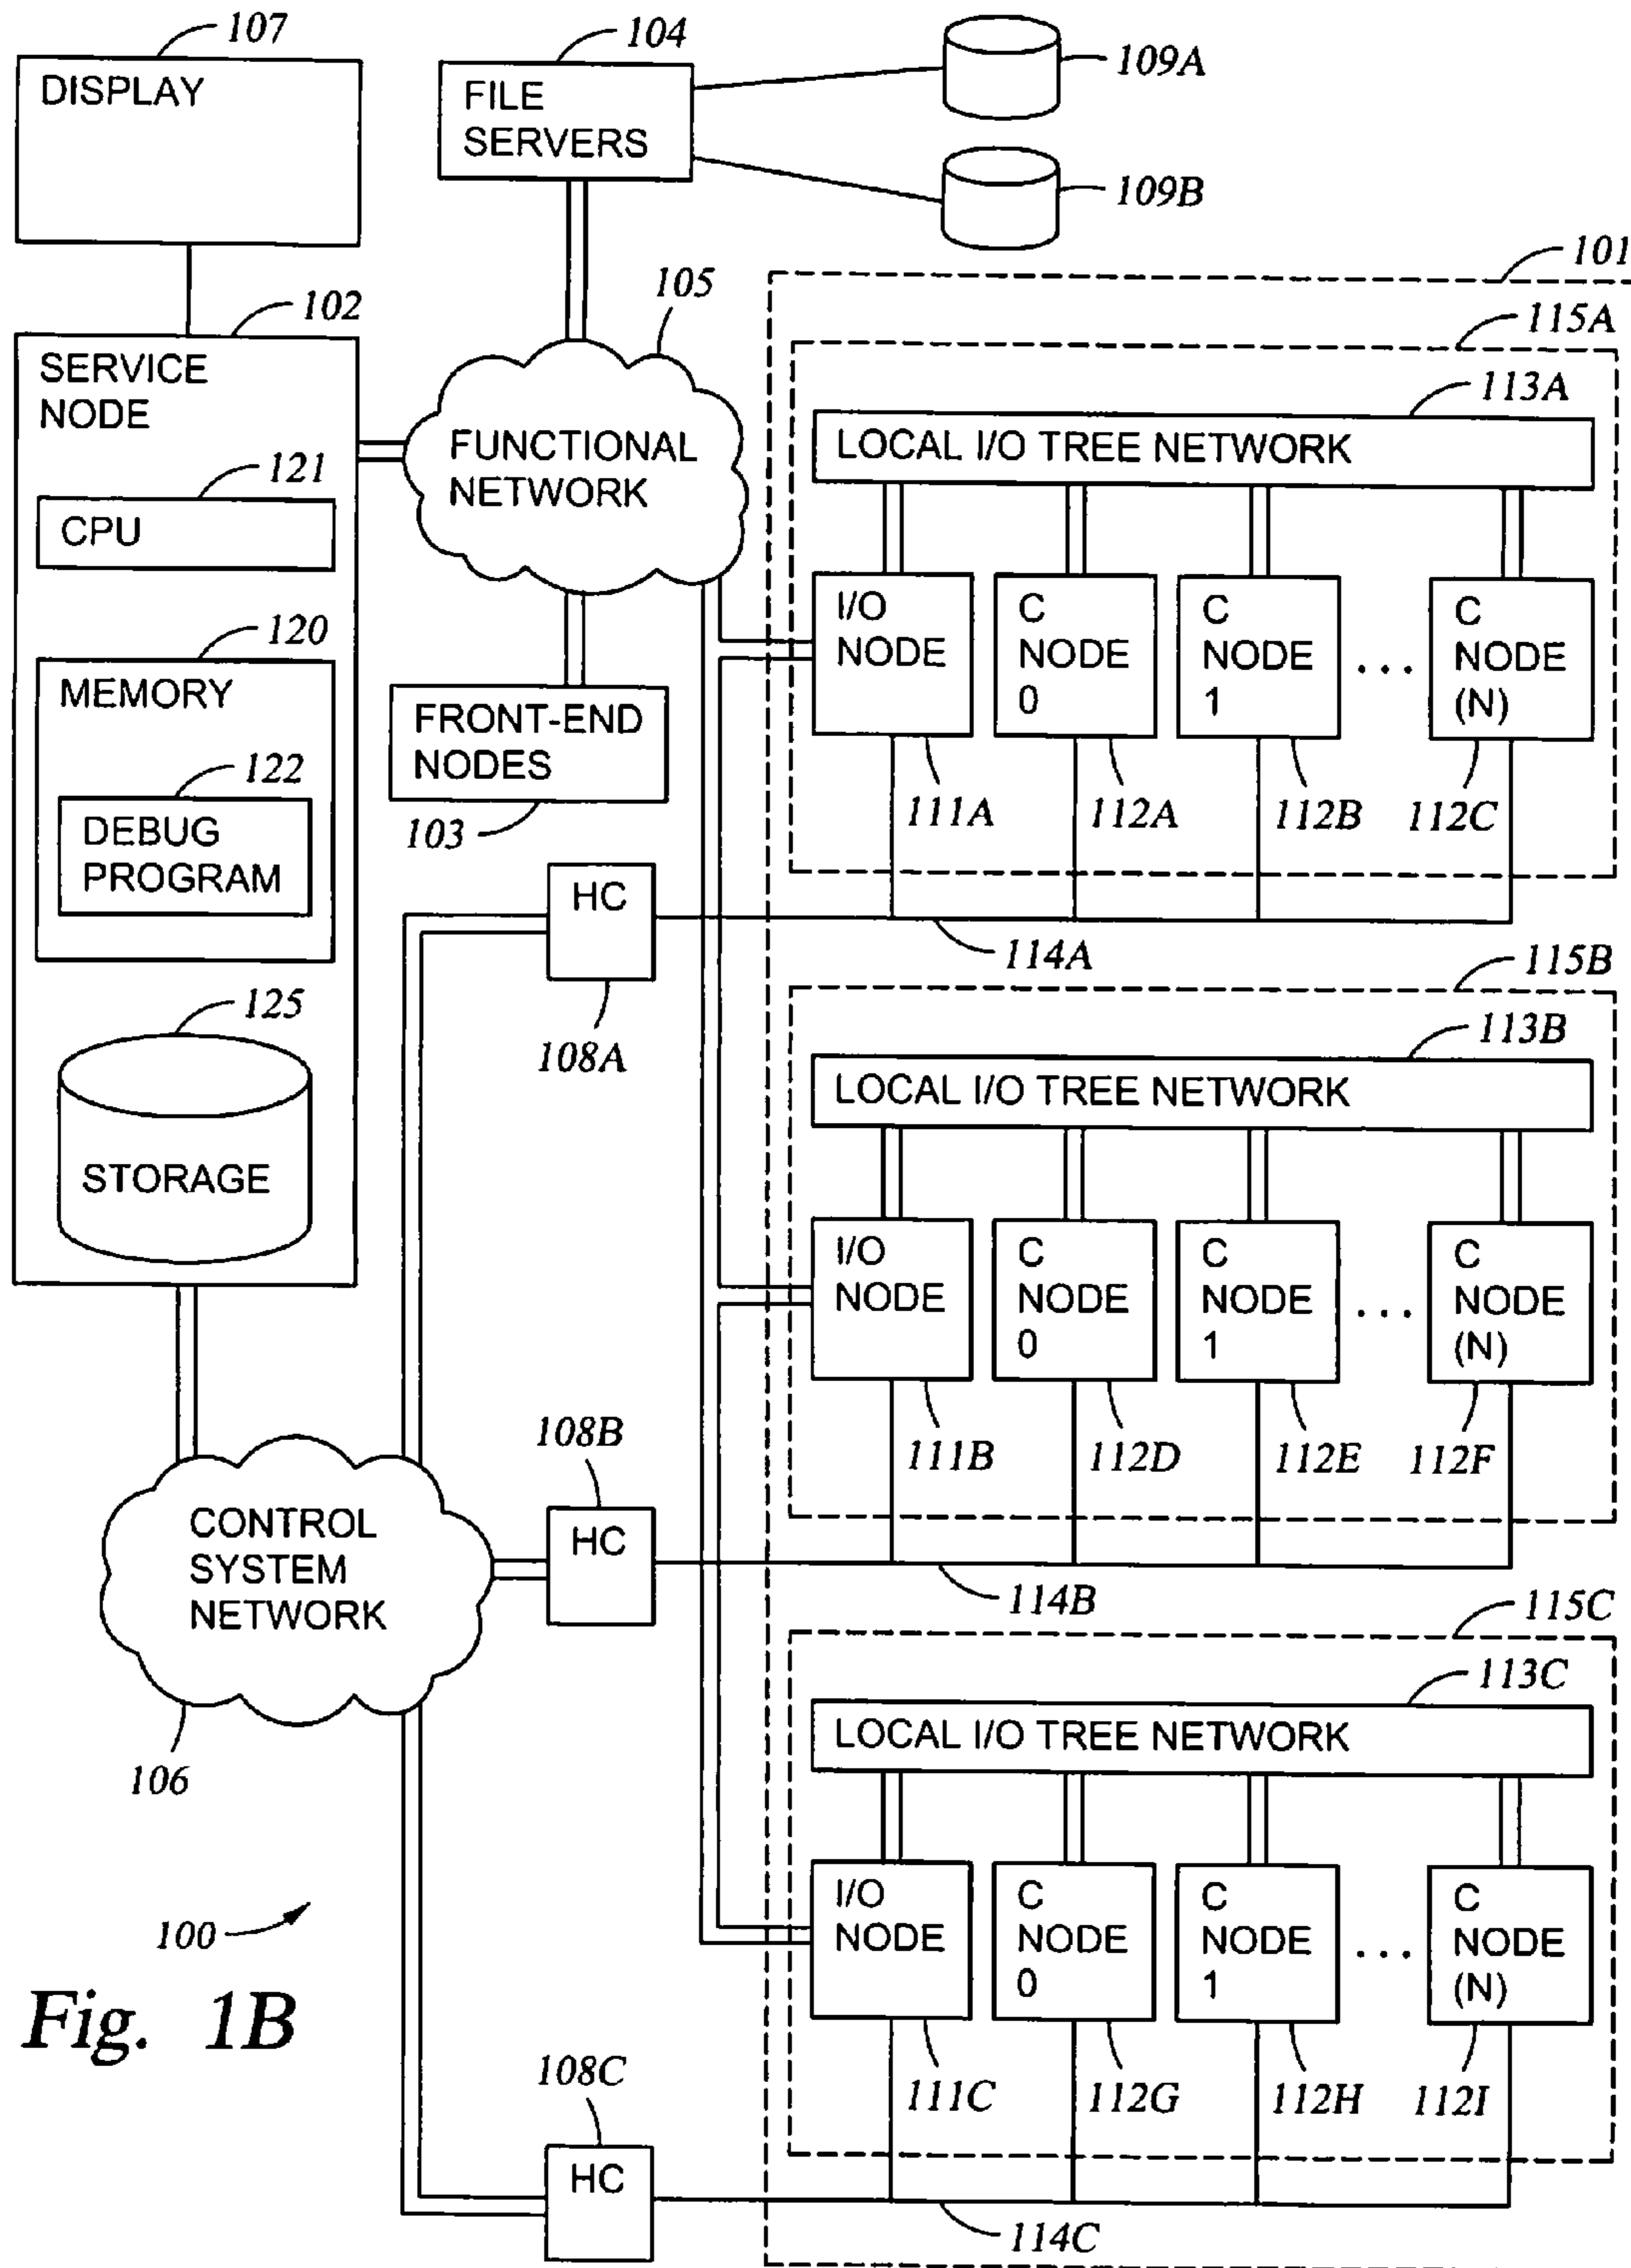 107
DISPLAY
104
FILE
SERVERS
109A
109B
101
102
SERVICE
NODE
121
CPU
120
MEMORY
122
DEBUG
PROGRAM
125
STORAGE
105
FUNCTIONAL
NETWORK
FRONT-END
NODES
103
115A
113A
LOCAL I/O TREE NETWORK
I/O
NODE
C
NODE
0
C
NODE
1
...
C
NODE
(N)
111A
112A
112B
112C
HC
108A
114A
115B
113B
LOCAL I/O TREE NETWORK
I/O
NODE
C
NODE
0
C
NODE
1
...
C
NODE
(N)
111B
112D
112E
112F
108B
HC
114B
CONTROL
SYSTEM
NETWORK
106
115C
113C
LOCAL I/O TREE NETWORK
I/O
NODE
C
NODE
0
C
NODE
1
...
C
NODE
(N)
111C
112G
112H
112I
108C
HC
114C
100
Fig. 1B